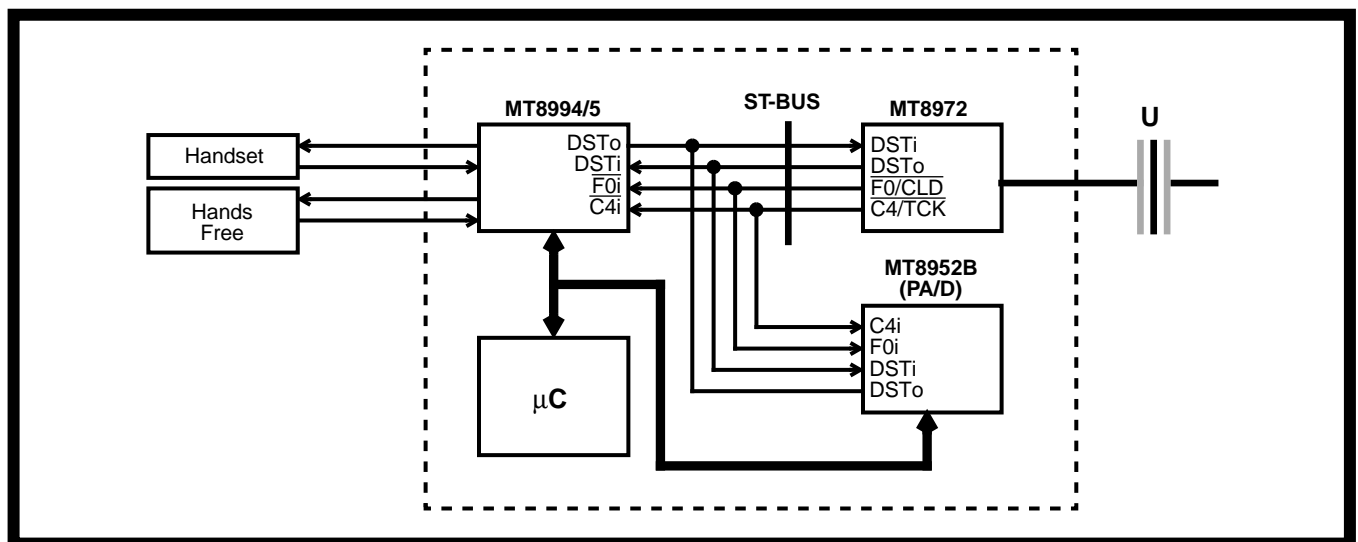 MT8994/5
ST-BUS
MT8972
U
Handset
Hands
Free
DSTo
DSTi
F0i
C4i
DSTi
DSTo
F0/CLD
C4/TCK
MT8952B
(PA/D)
C4i
F0i
DSTi
DSTo
μC